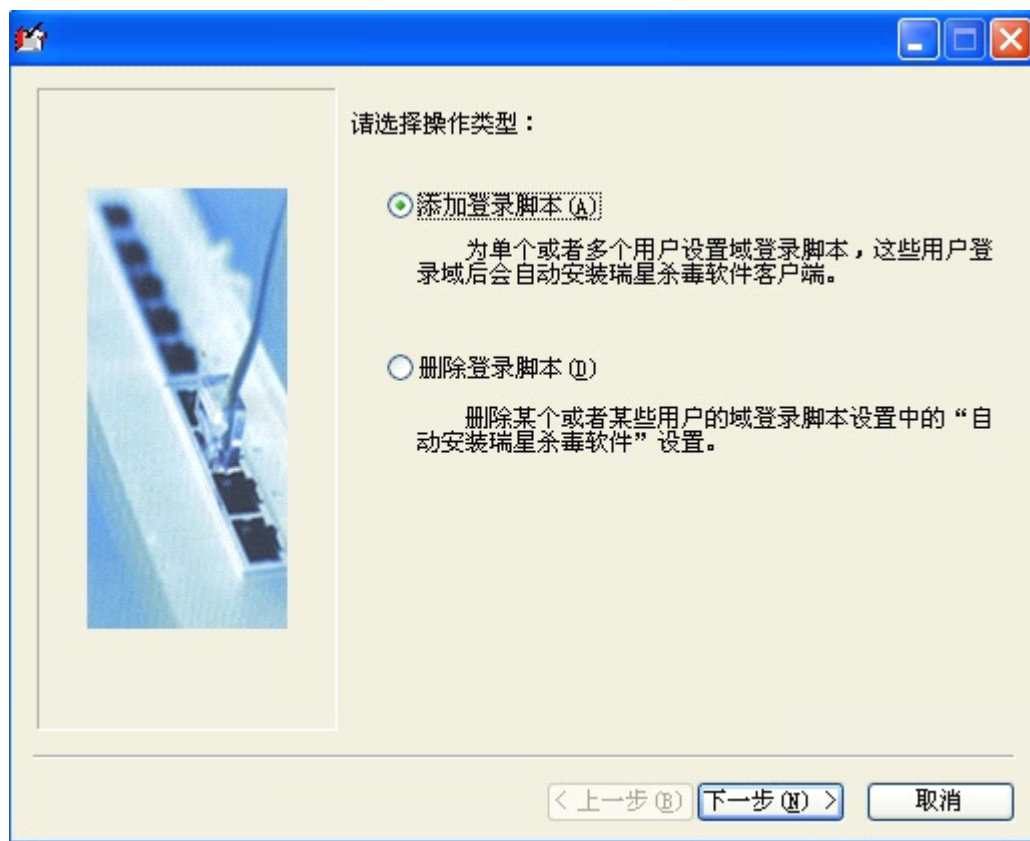 请选择操作类型：
添加登录脚本(A)
为单个或者多个用户设置域登录脚本，这些用户登
录域后会自动安装瑞星杀毒软件客户端。
删除登录脚本(D)
删除某个或者某些用户的域登录脚本设置中的“自
动安装瑞星杀毒软件”设置。
< 上一步(B)
下一步(N) >
取消